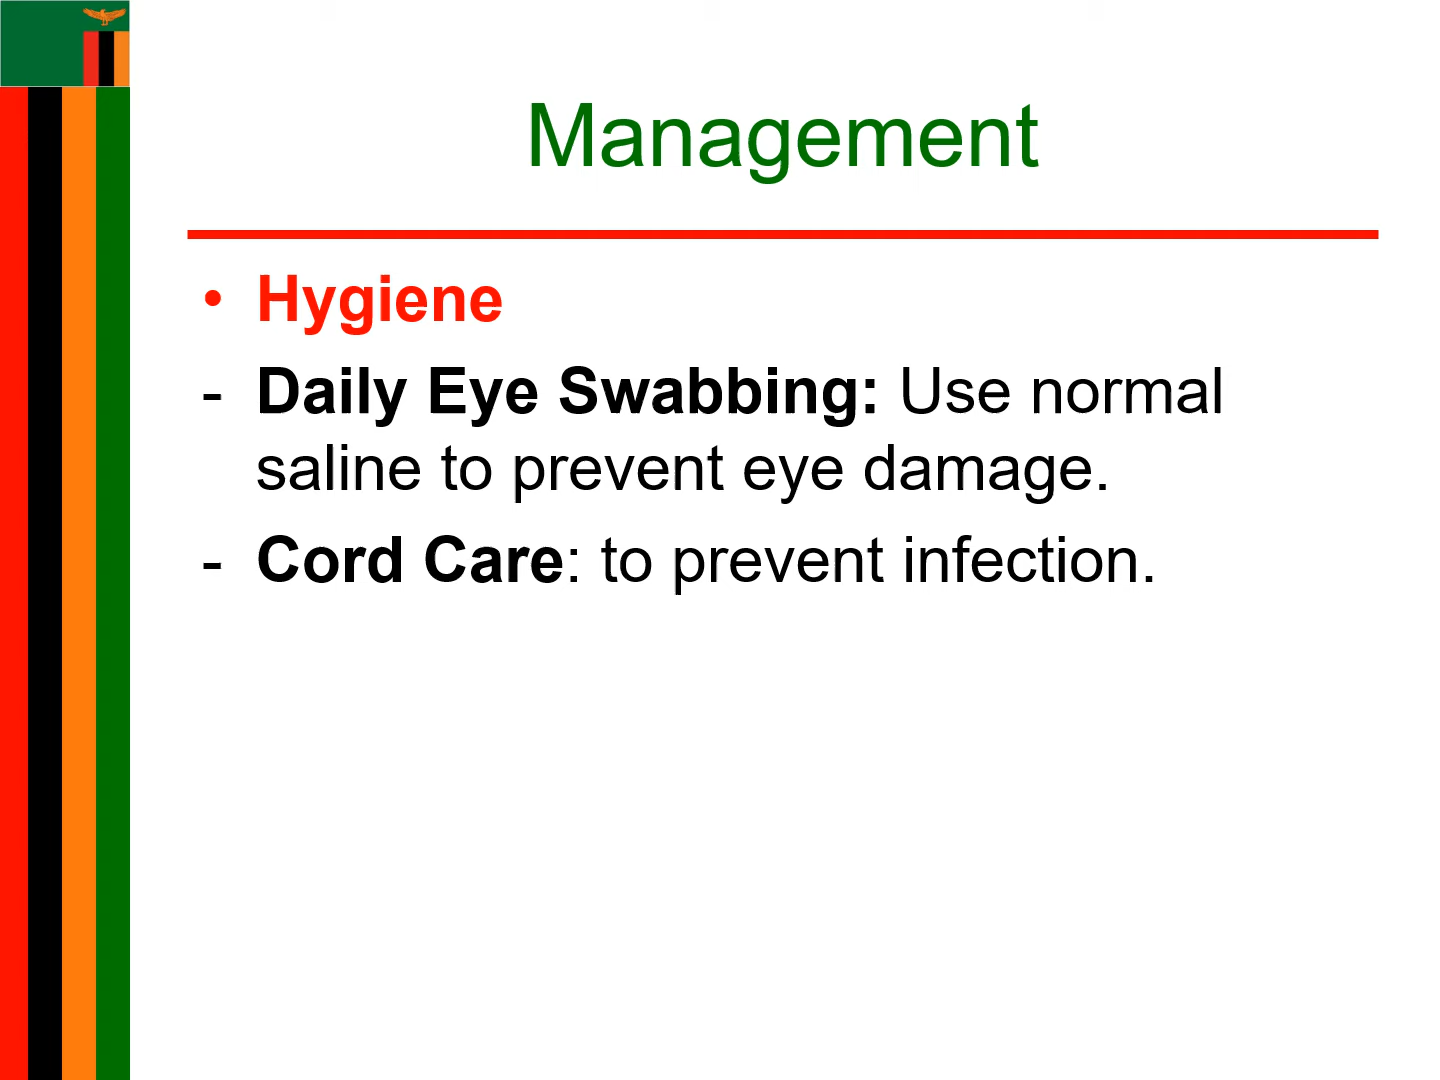 Management
• Hygiene
- Daily Eye Swabbing: Use normal
saline to prevent eye damage.
- Cord Care: to prevent infection.